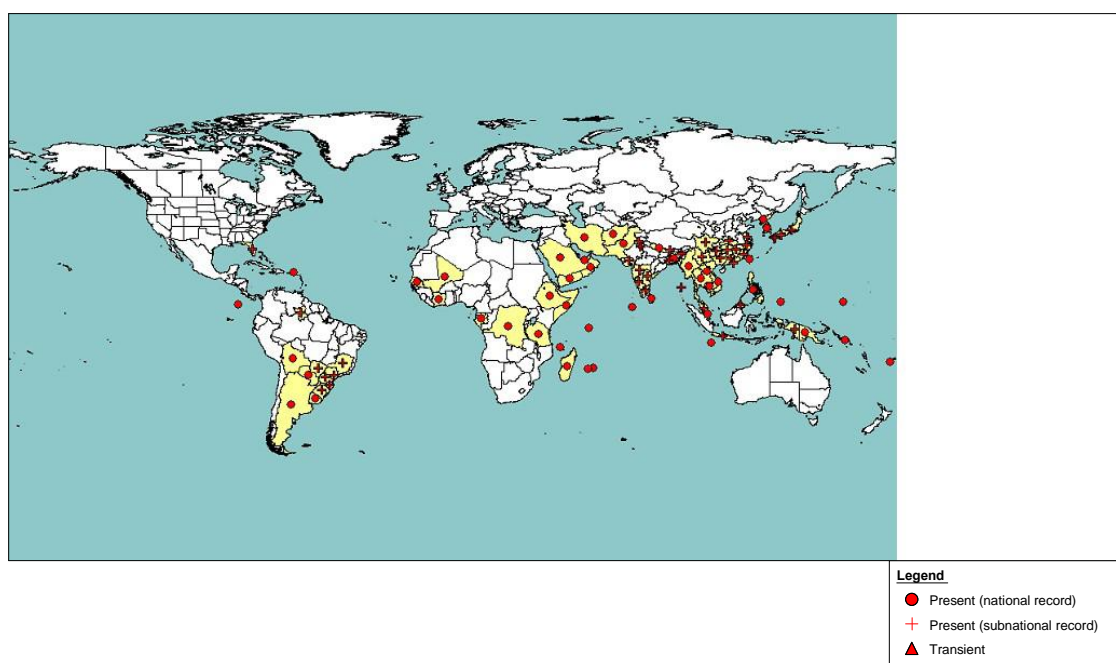 Legend
Present (national record)
Present (subnational record)
Transient